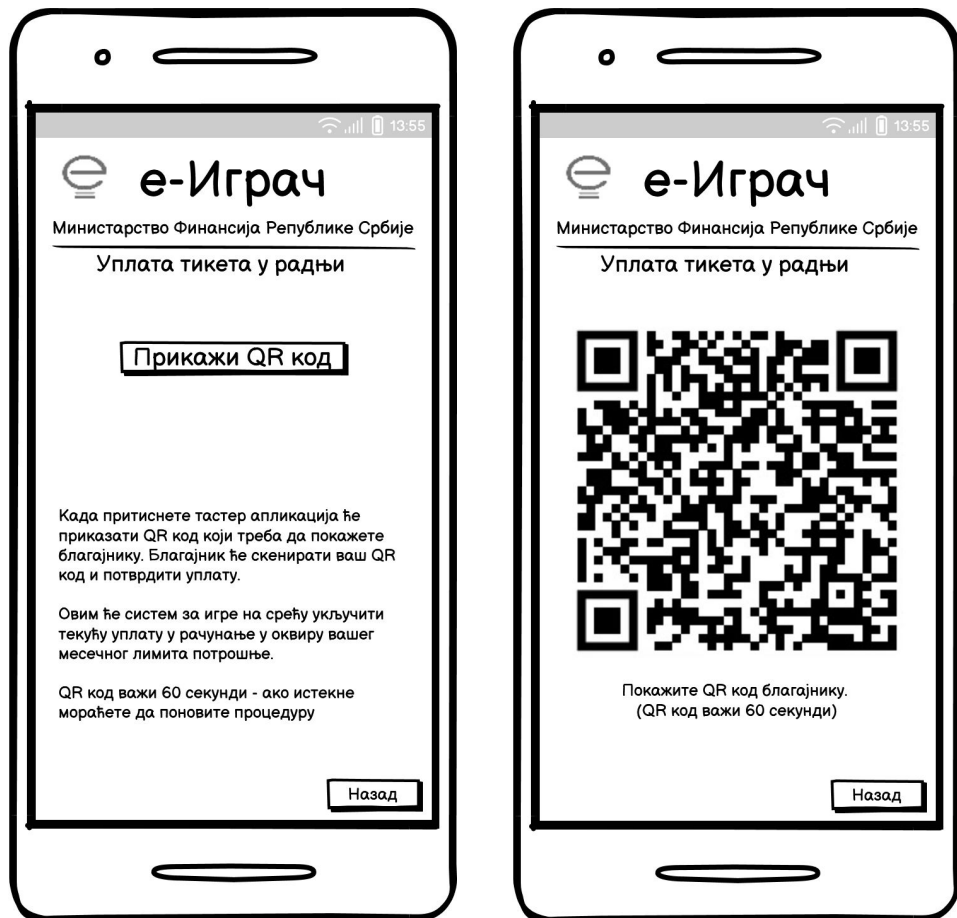 13:55
е-Играч
Министарство Финансија Републике Србије
Уплата тикета у радњи
Прикажи QR код
Када притиснете тастер апликација ће
приказати QR код који треба да покажете
благајнику. Благајник ће скенирати ваш QR
код и потврдити уплату.
Овим ће систем за игре на срећу укључити
текућу уплату у рачунање у оквиру вашег
месечног лимита потрошње.
QR код важи 60 секунди - ако истекне
мораћете да поновите процедуру
Назад
13:55
е-Играч
Министарство Финансија Републике Србије
Уплата тикета у радњи
Покажите QR код благајнику.
(QR код важи 60 секунди)
Назад